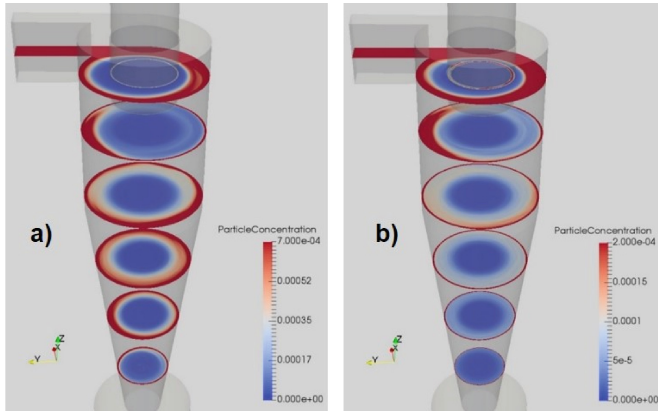 a)
ParticleConcentration
7.000e-04
0.00052
0.00035
0.00017
0.000e+00
Z
X
Y
b)
ParticleConcentration
2.000e-04
0.00015
0.0001
5e-5
0.000e+00
Z
X
Y